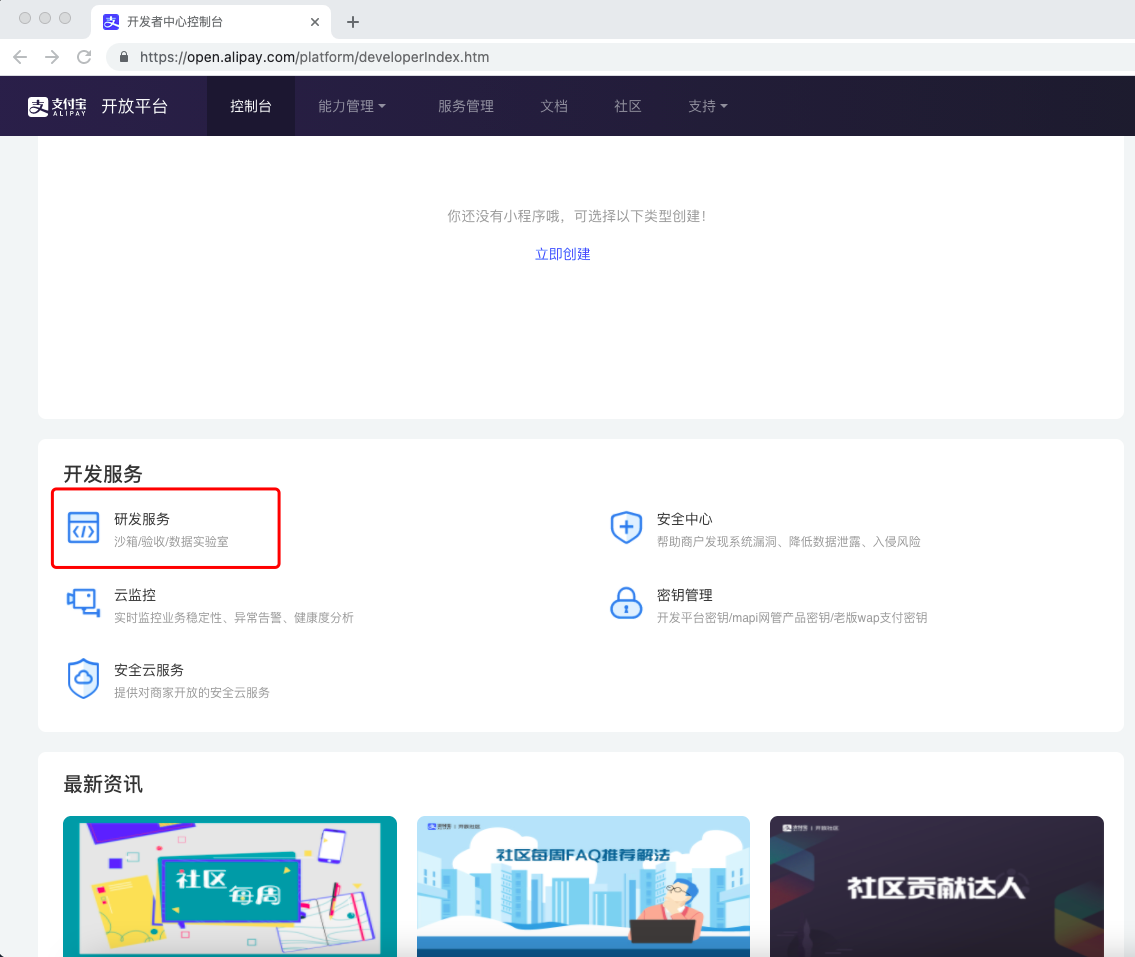 开发者中心控制台
https://open.alipay.com/platform/developerIndex.htm
支付宝 ALIPAY 开放平台 控制台 能力管理 服务管理 文档 社区 支持
你还没有小程序哦，可选择以下类型创建！
立即创建
开发服务
研发服务
沙箱/验收/数据实验室
安全中心
帮助商户发现系统漏洞、降低数据泄露、入侵风险
云监控
实时监控业务稳定性、异常告警、健康度分析
密钥管理
开发平台密钥/mapi网管产品密钥/老版wap支付密钥
安全云服务
提供对商家开放的安全云服务
最新资讯
社区
每周
支付宝 | 开放社区
社区每周FAQ推荐解法
支付宝 | 开放社区
社区贡献达人